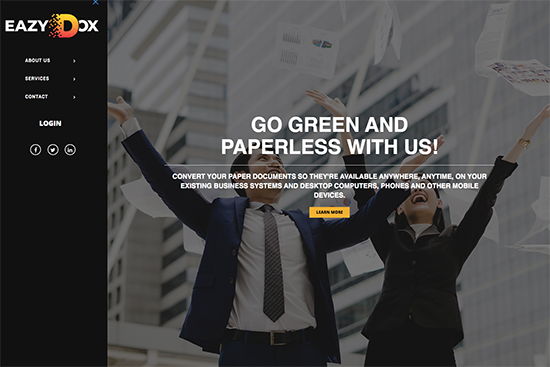 EAZY DOX
ABOUT US
SERVICES
CONTACT
LOGIN
GO GREEN AND
PAPERLESS WITH US!
CONVERT YOUR PAPER DOCUMENTS SO THEY'RE AVAILABLE ANYWHERE, ANYTIME, ON YOUR
EXISTING BUSINESS SYSTEMS AND DESKTOP COMPUTERS, PHONES AND OTHER MOBILE
DEVICES.
LEARN MORE